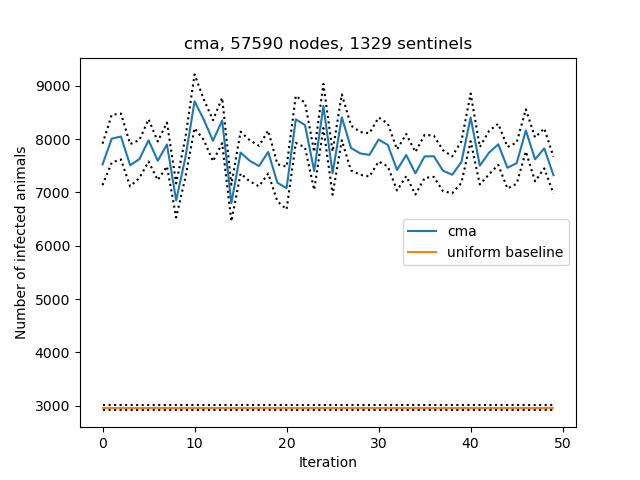 cma, 57590 nodes, 1329 sentinels
9000
8000
7000
6000
5000
4000
3000
Number of infected animals
cma
uniform baseline
0 10 20 30 40 50
Iteration